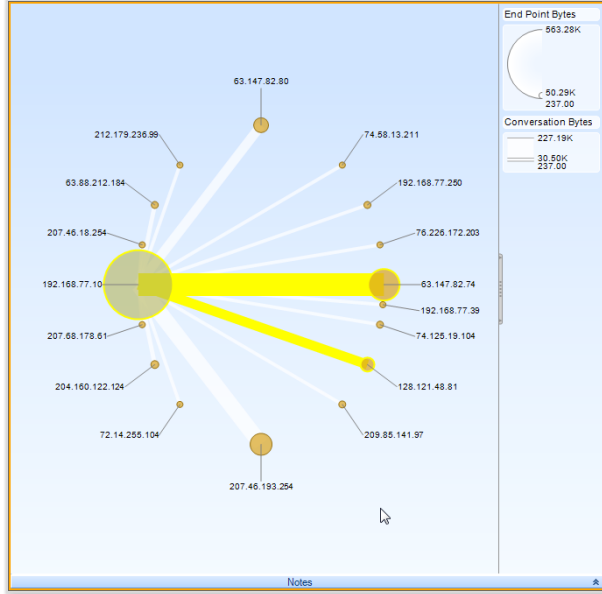 End Point Bytes
563.28K
50.29K
237.00
Conversation Bytes
227.19K
30.50K
237.00
63.147.82.80
212.179.236.99
74.58.13.211
63.88.212.184
192.168.77.250
207.46.18.254
76.226.172.203
192.168.77.10
63.147.82.74
192.168.77.39
207.68.178.61
74.125.19.104
204.160.122.124
128.121.48.81
72.14.255.104
209.85.141.97
207.46.193.254
Notes